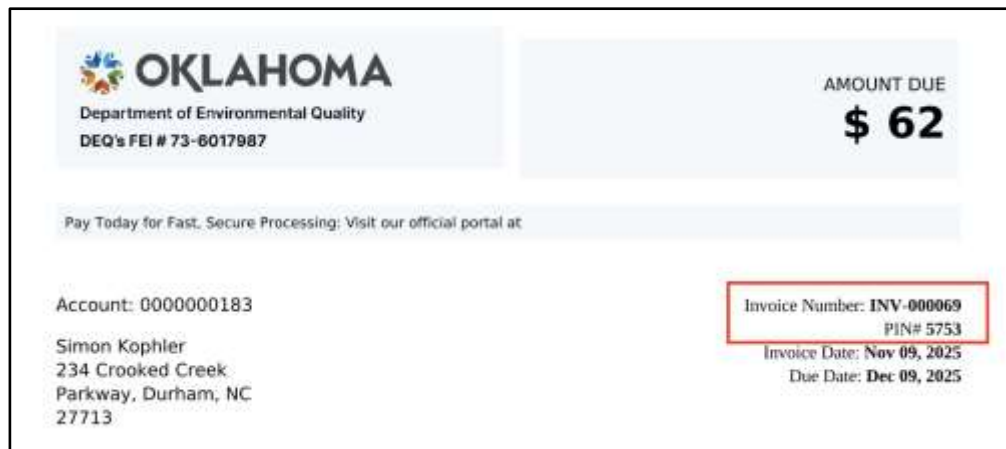 OKLAHOMA
Department of Environmental Quality
DEQ's FEI # 73-6017987
AMOUNT DUE
$ 62
Pay Today for Fast, Secure Processing: Visit our official portal at
Account: 0000000183
Simon Kophler
234 Crooked Creek
Parkway, Durham, NC
27713
Invoice Number: INV-000069
PIN# 5753
Invoice Date: Nov 09, 2025
Due Date: Dec 09, 2025